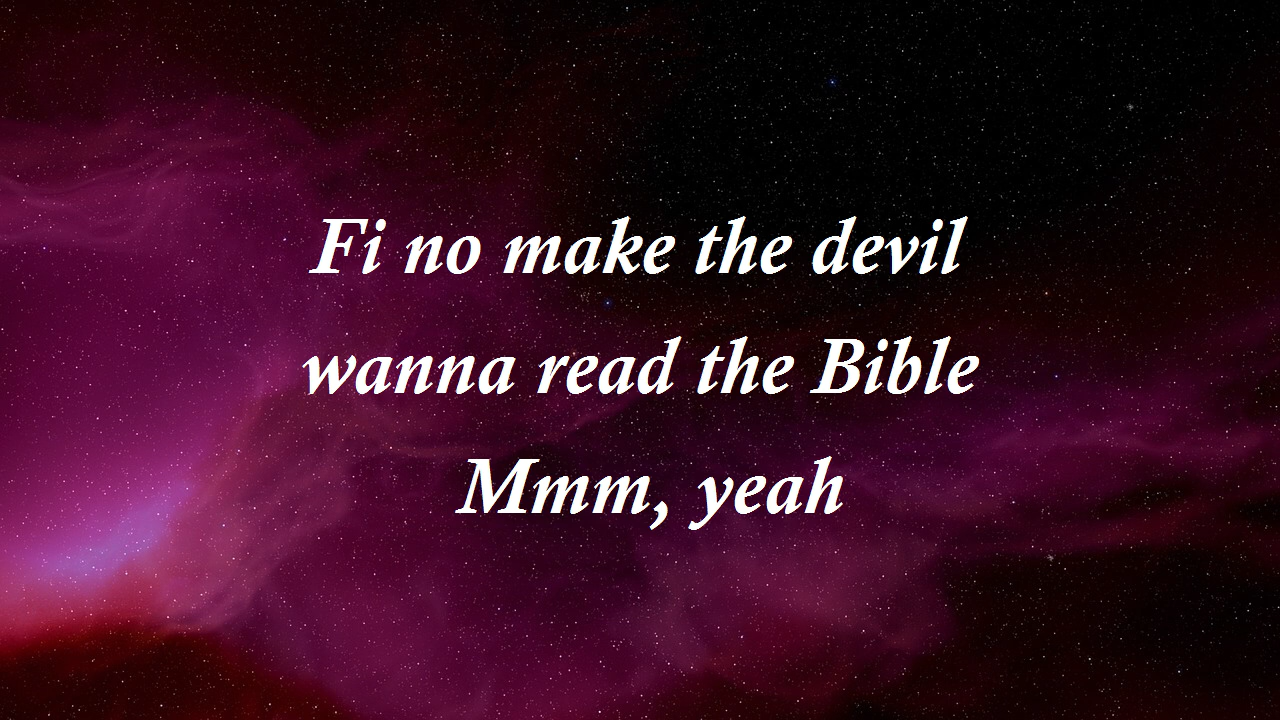 Fi no make the devil
wanna read the Bible
Mmm, yeah